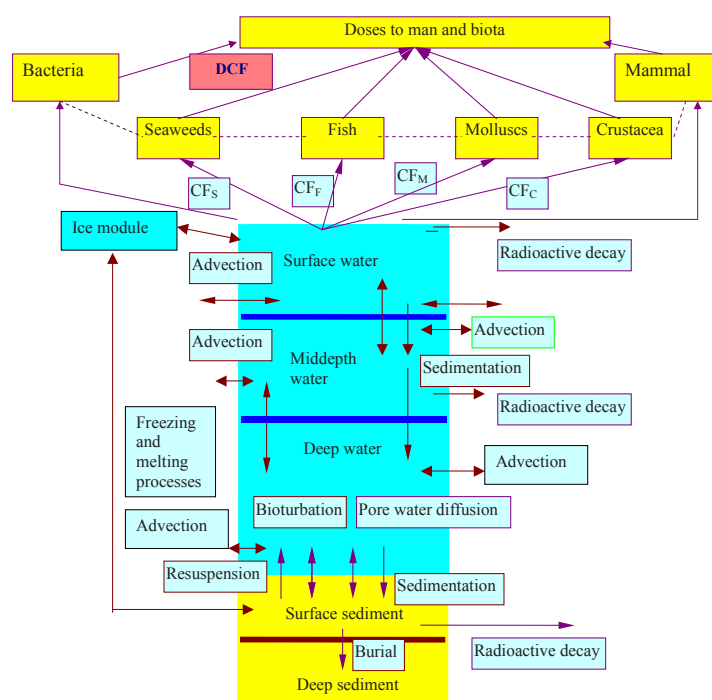 Doses to man and biota
Bacteria
DCF
Mammal
Seaweeds
Fish
Molluscs
Crustacea
CFS
CFF
CFM
CFC
Ice module
Advection
Surface water
Radioactive decay
Advection
Middepth
water
Advection
Sedimentation
Radioactive decay
Freezing
and
melting
processes
Deep water
Advection
Bioturbation
Pore water diffusion
Advection
Resuspension
Sedimentation
Surface sediment
Radioactive decay
Burial
Deep sediment